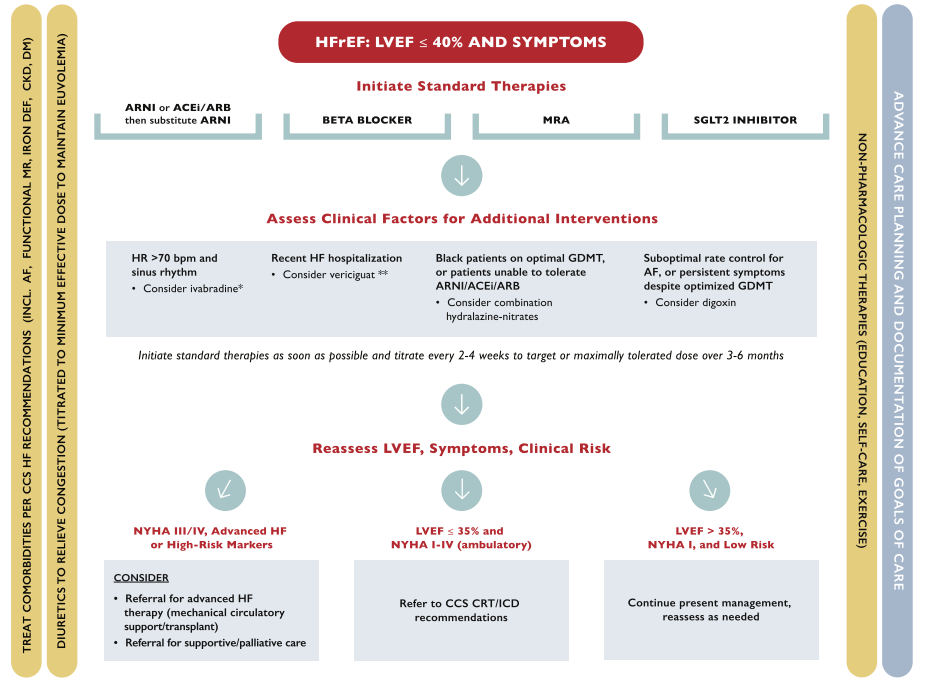 TREAT COMORBIDITIES PER CCS HF RECOMMENDATIONS (INCL. AF, FUNCTIONAL MR, IRON DEF, CKD, DM)
DIURETICS TO RELIEVE CONGESTION (TITRATED TO MINIMUM EFFECTIVE DOSE TO MAINTAIN EUVOLEMIA)
HFrEF: LVEF ≤ 40% AND SYMPTOMS
Initiate Standard Therapies
ARNI or ACEi/ARB
then substitute ARNI
BETA BLOCKER
MRA
SGLT2 INHIBITOR
Assess Clinical Factors for Additional Interventions
HR >70 bpm and
sinus rhythm
• Consider ivabradine*
Recent HF hospitalization
• Consider vericiguat **
Black patients on optimal GDMT,
or patients unable to tolerate
ARNI/ACEi/ARB
• Consider combination
hydralazine-nitrates
Suboptimal rate control for
AF, or persistent symptoms
despite optimized GDMT
• Consider digoxin
Initiate standard therapies as soon as possible and titrate every 2-4 weeks to target or maximally tolerated dose over 3-6 months
Reassess LVEF, Symptoms, Clinical Risk
NYHA III/IV, Advanced HF
or High-Risk Markers
CONSIDER
• Referral for advanced HF
therapy (mechanical circulatory
support/transplant)
• Referral for supportive/palliative care
LVEF ≤ 35% and
NYHA I-IV (ambulatory)
Refer to CCS CRT/ICD
recommendations
LVEF > 35%,
NYHA I, and Low Risk
Continue present management,
reassess as needed
NON-PHARMACOLOGIC THERAPIES (EDUCATION, SELF-CARE, EXERCISE)
ADVANCE CARE PLANNING AND DOCUMENTATION OF GOALS OF CARE